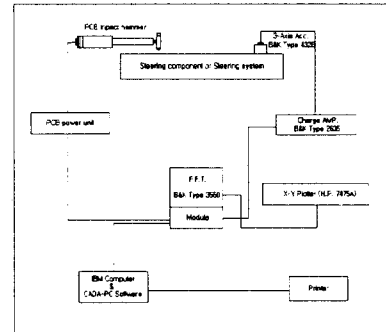 PCB Impact hammer
3-Axis Acc.
B&K Type 4326
Steering component or Steering system
PCB power unit
Charge AMP.
B&K Type 2635
F.F.T.
B&K Type 3550
Module
X-Y Plotter (H.P. 7475A)
IBM Computer
&
CADA-PC Software
Printer